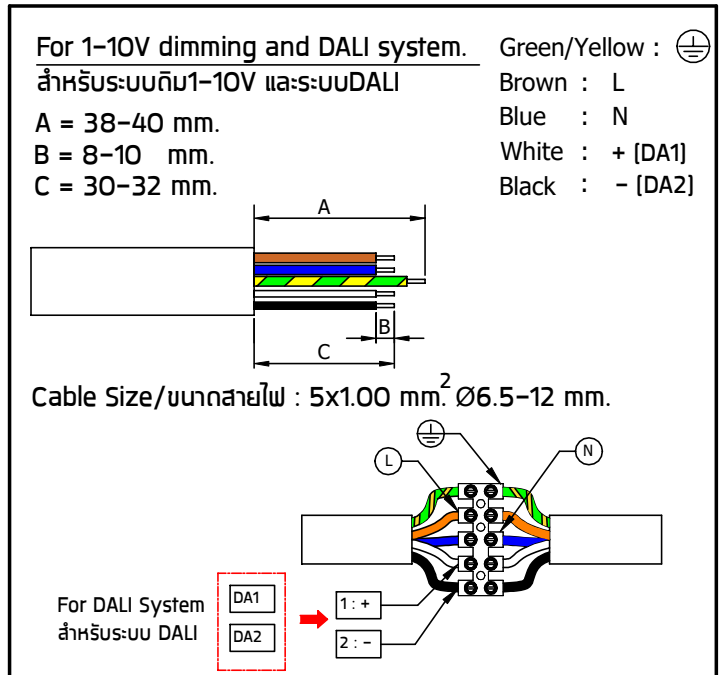 For 1-10V dimming and DALI system.
สำหรับระบบดิม1-10V และระบบDALI
A = 38-40 mm.
B = 8-10 mm.
C = 30-32 mm.
Green/Yellow :
Brown : L
Blue : N
White : + (DA1)
Black : - (DA2)
A
B
C
Cable Size/ขนาดสายไฟ : 5x1.00 mm.² Ø6.5-12 mm.
L
N
For DALI System
สำหรับระบบ DALI
DA1
DA2
1 : +
2 : -